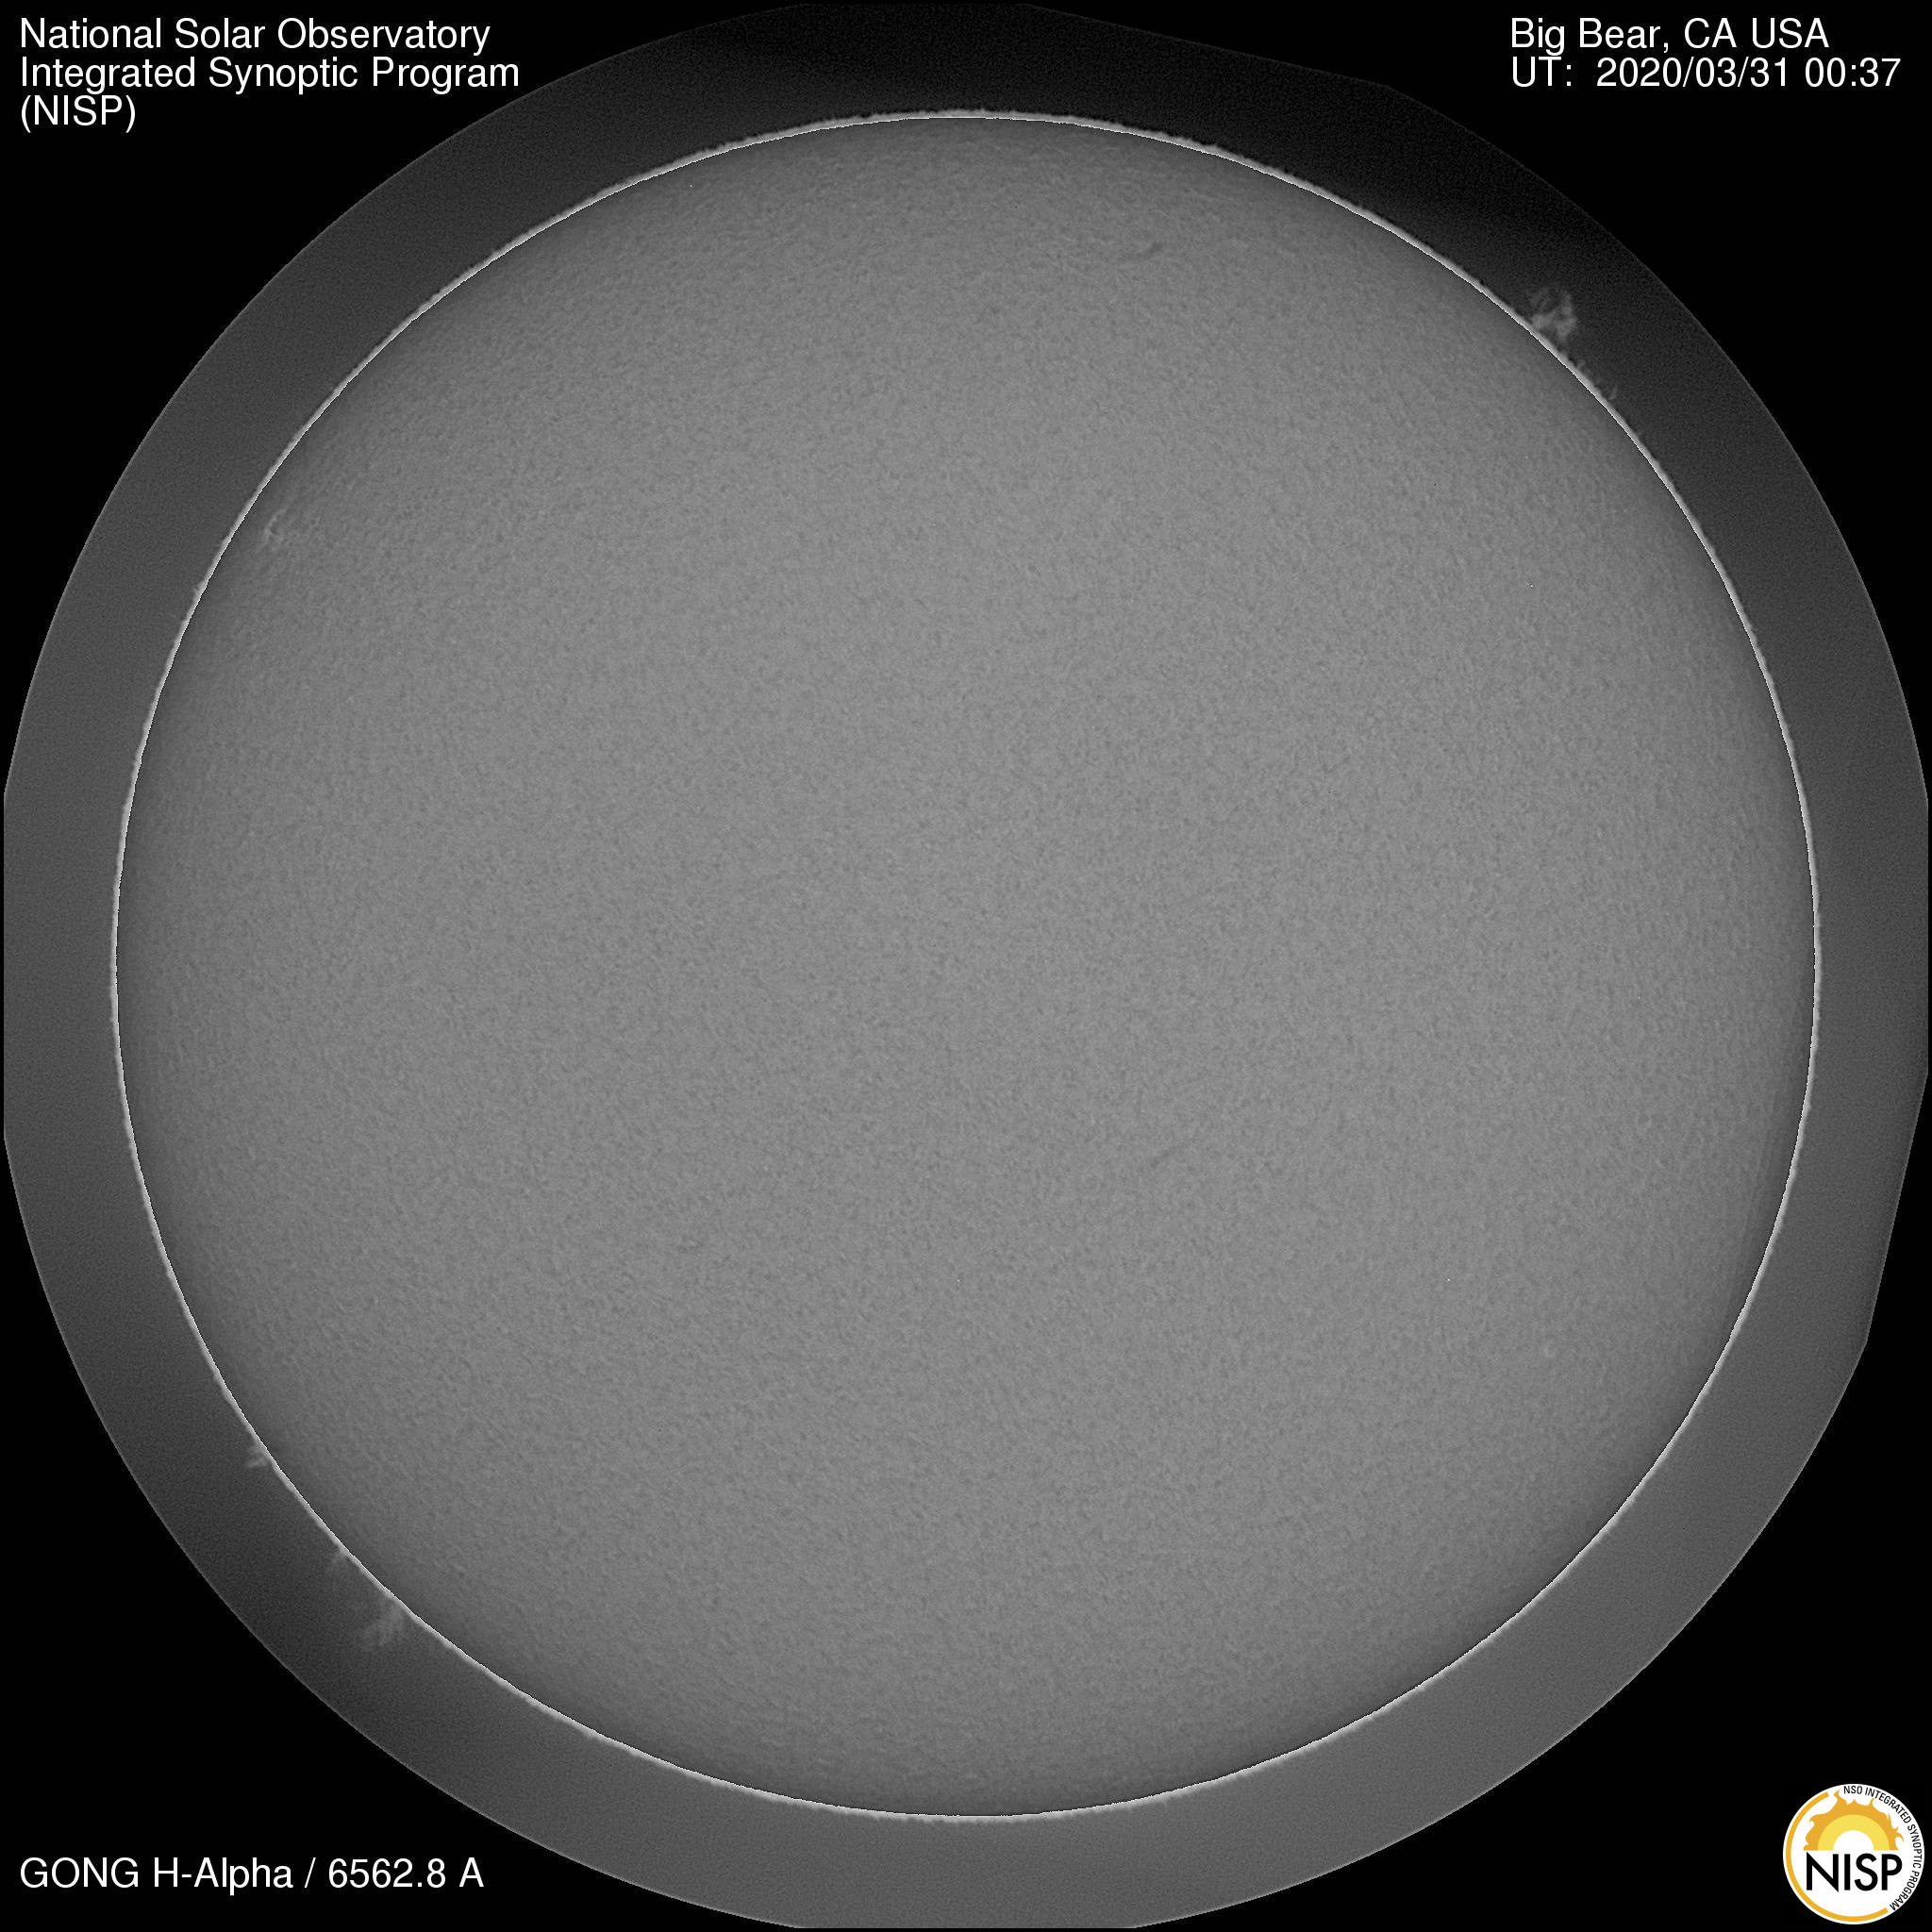 National Solar Observatory
Integrated Synoptic Program
(NISP)
Big Bear, CA USA
UT: 2020/03/31 00:37
GONG H-Alpha / 6562.8 A
NSO INTEGRATED SYNOPTIC PROGRAM
NISP